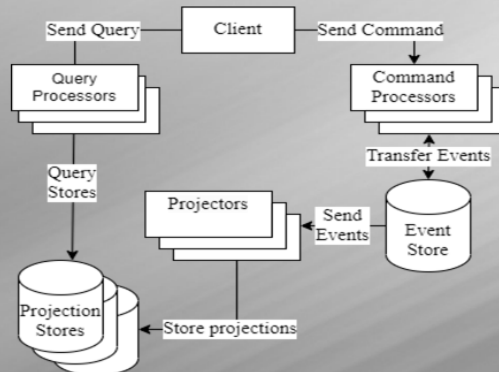 Send Query
Client
Send Command
Query
Processors
Command
Processors
Transfer Events
Query
Stores
Projectors
Send
Events
Event
Store
Projection
Stores
Store projections